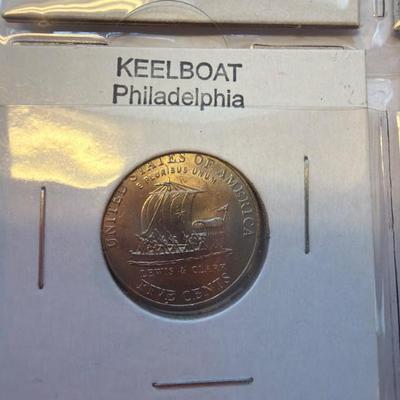 KEELBOAT
Philadelphia
UNITED STATES OF AMERICA
E PLURIBUS UNUM
LEWIS & CLARK
FIVE CENTS